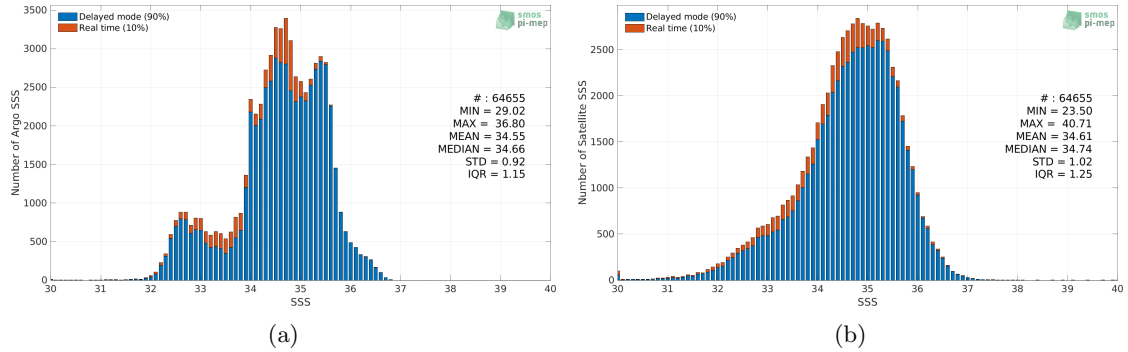 Delayed mode (90%)
Real time (10%)
smos
pi-mep
Number of Argo SSS
3500
3000
2500
2000
1500
1000
500
0
# : 64655
MIN = 29.02
MAX = 36.80
MEAN = 34.55
MEDIAN = 34.66
STD = 0.92
IQR = 1.15
30 31 32 33 34 35 36 37 38 39 40
SSS
(a)
Delayed mode (90%)
Real time (10%)
smos
pi-mep
Number of Satellite SSS
2500
2000
1500
1000
500
0
# : 64655
MIN = 23.50
MAX = 40.71
MEAN = 34.61
MEDIAN = 34.74
STD = 1.02
IQR = 1.25
30 31 32 33 34 35 36 37 38 39 40
SSS
(b)